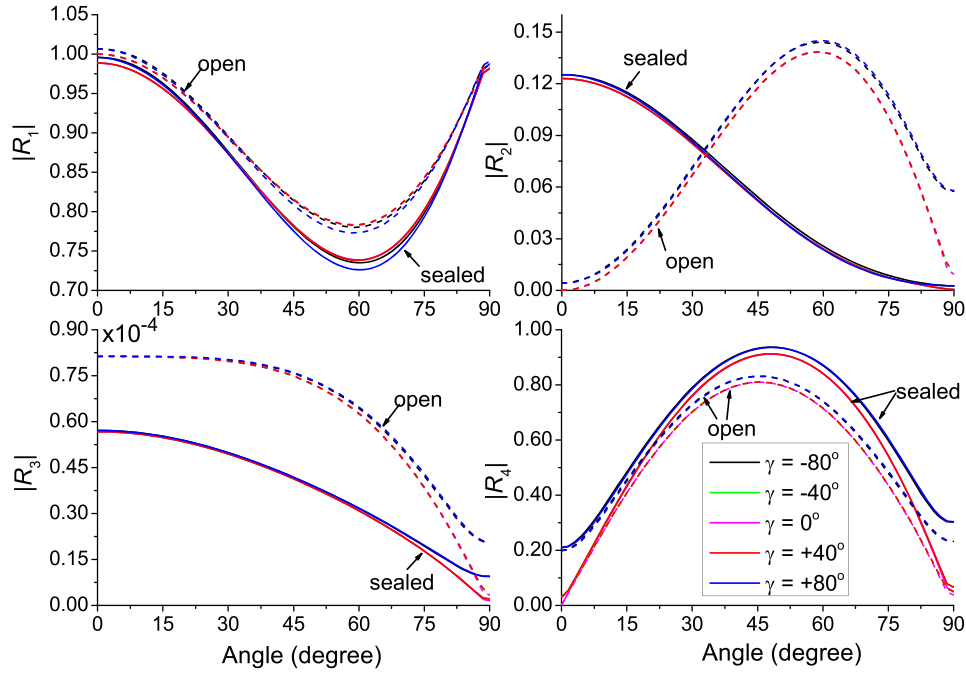 1.05
1.00
0.95
0.90
0.85
0.80
0.75
0.70
|R1|
open
sealed
0 15 30 45 60 75 90
0.15
0.12
0.09
0.06
0.03
0.00
|R2|
sealed
open
0 15 30 45 60 75 90
x10-4
0.90
0.75
0.60
0.45
0.30
0.15
0.00
|R3|
open
sealed
0 15 30 45 60 75 90
Angle (degree)
1.00
0.80
0.60
0.40
0.20
0.00
|R4|
sealed
open
γ = -80°
γ = -40°
γ = 0°
γ = +40°
γ = +80°
0 15 30 45 60 75 90
Angle (degree)